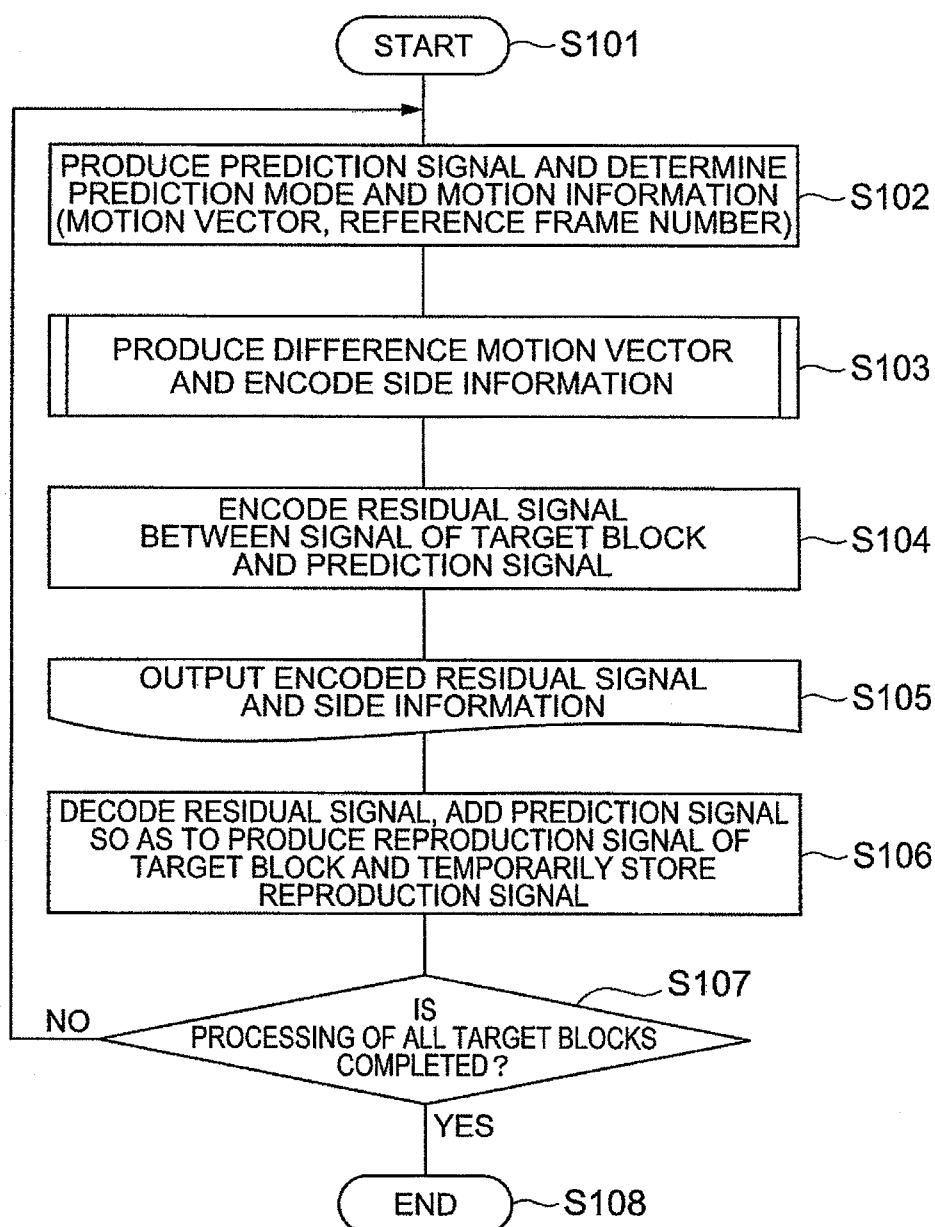 START
S101
PRODUCE PREDICTION SIGNAL AND DETERMINE
PREDICTION MODE AND MOTION INFORMATION
(MOTION VECTOR, REFERENCE FRAME NUMBER)
S102
PRODUCE DIFFERENCE MOTION VECTOR
AND ENCODE SIDE INFORMATION
S103
ENCODE RESIDUAL SIGNAL
BETWEEN SIGNAL OF TARGET BLOCK
AND PREDICTION SIGNAL
S104
OUTPUT ENCODED RESIDUAL SIGNAL
AND SIDE INFORMATION
S105
DECODE RESIDUAL SIGNAL, ADD PREDICTION SIGNAL
SO AS TO PRODUCE REPRODUCTION SIGNAL OF
TARGET BLOCK AND TEMPORARILY STORE
REPRODUCTION SIGNAL
S106
S107
NO
IS
PROCESSING OF ALL TARGET BLOCKS
COMPLETED?
YES
END
S108